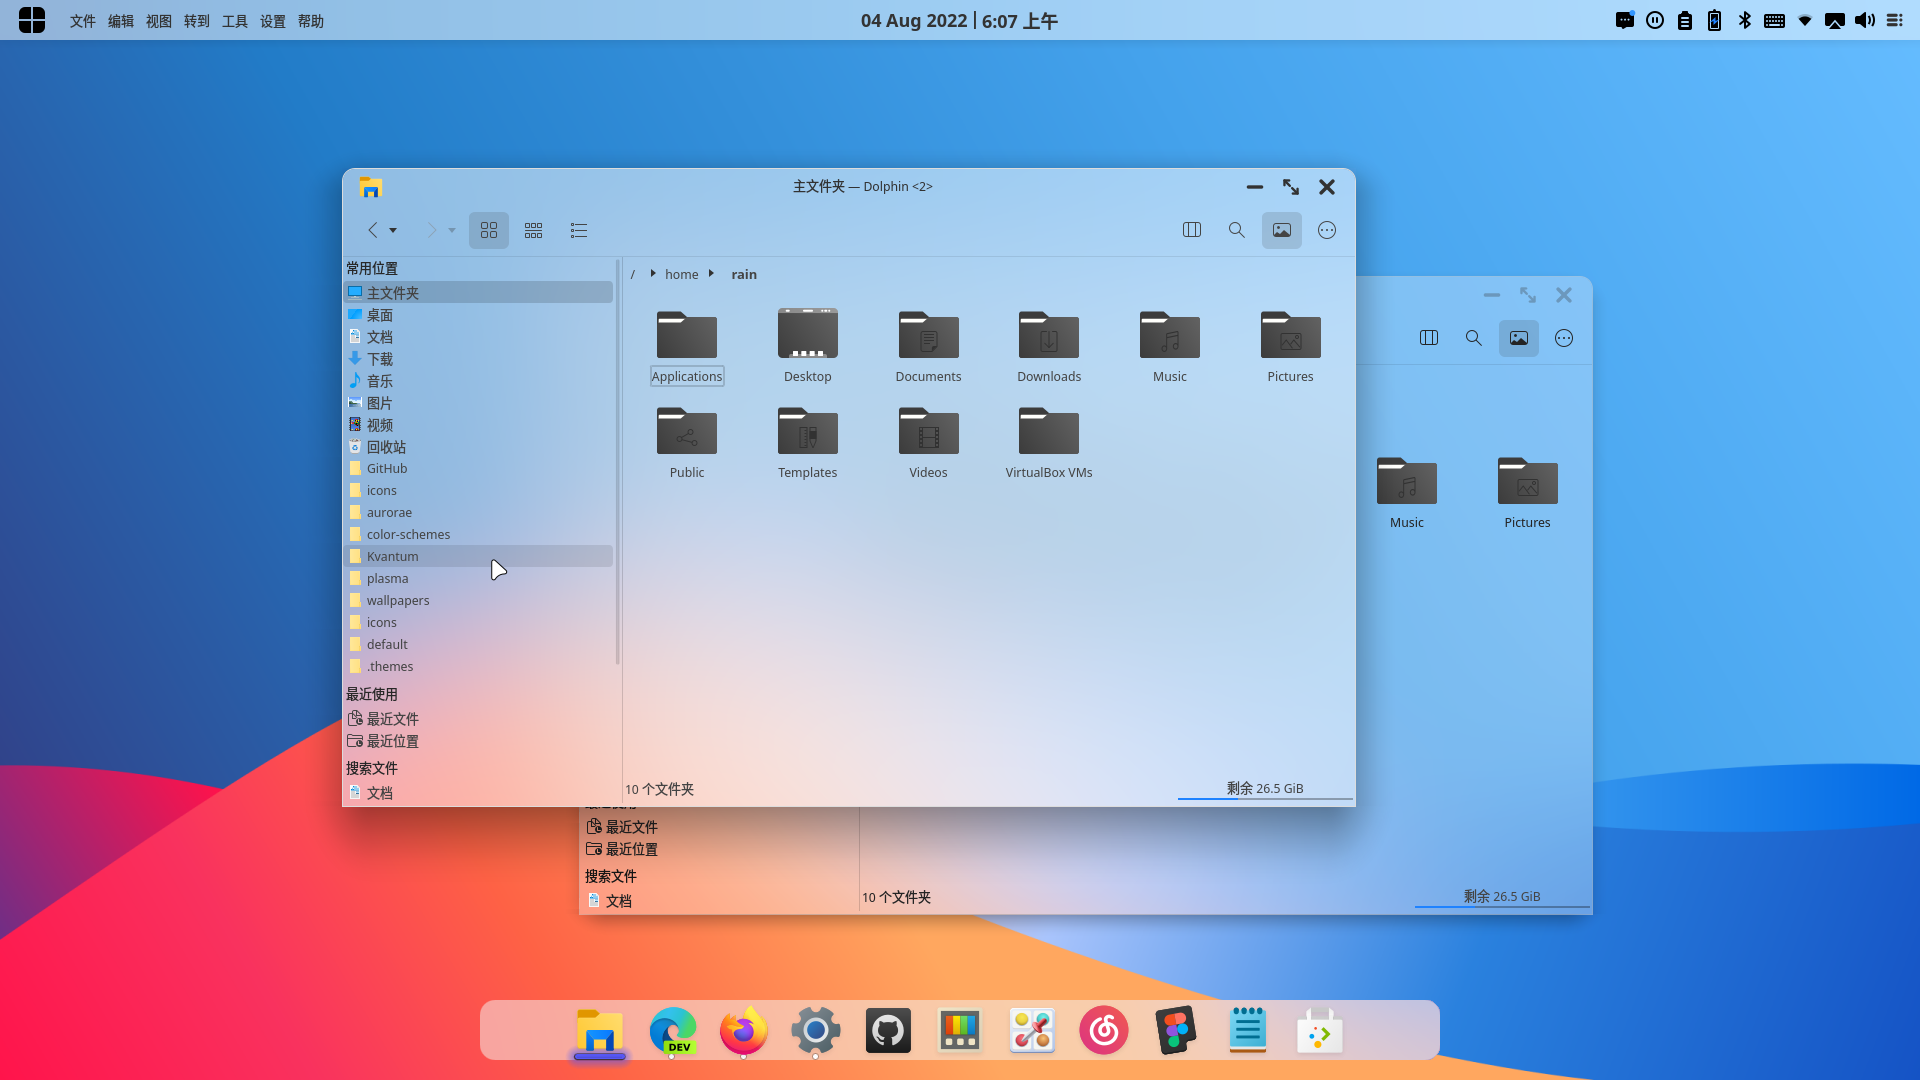 文件 编辑 视图 转到 工具 设置 帮助
04 Aug 2022 | 6:07 上午
主文件夹 — Dolphin <2>
常用位置
主文件夹
桌面
文档
下载
音乐
图片
视频
回收站
GitHub
icons
aurorae
color-schemes
Kvantum
plasma
wallpapers
icons
default
.themes
最近使用
最近文件
最近位置
搜索文件
文档
/ home rain
Applications Desktop Documents Downloads Music Pictures
Public Templates Videos VirtualBox VMs
10 个文件夹
剩余 26.5 GiB
Music Pictures
最近文件
最近位置
搜索文件
文档
10 个文件夹
剩余 26.5 GiB
DEV